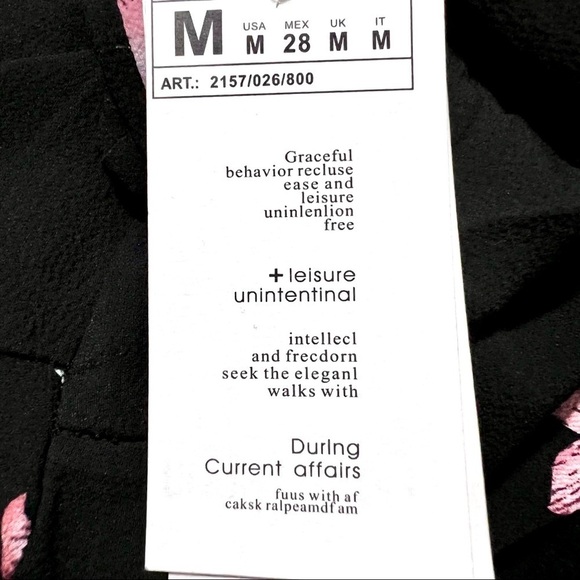 M USA MEX UK IT
M 28 M M
ART.: 2157/026/800
Graceful
behavior recluse
ease and
leisure
uninlenlion
free
+leisure
unintentinal
intellecl
and frecdorn
seek the eleganl
walks with
During
Current affairs
fuus with af
caksk ralpeamdf am